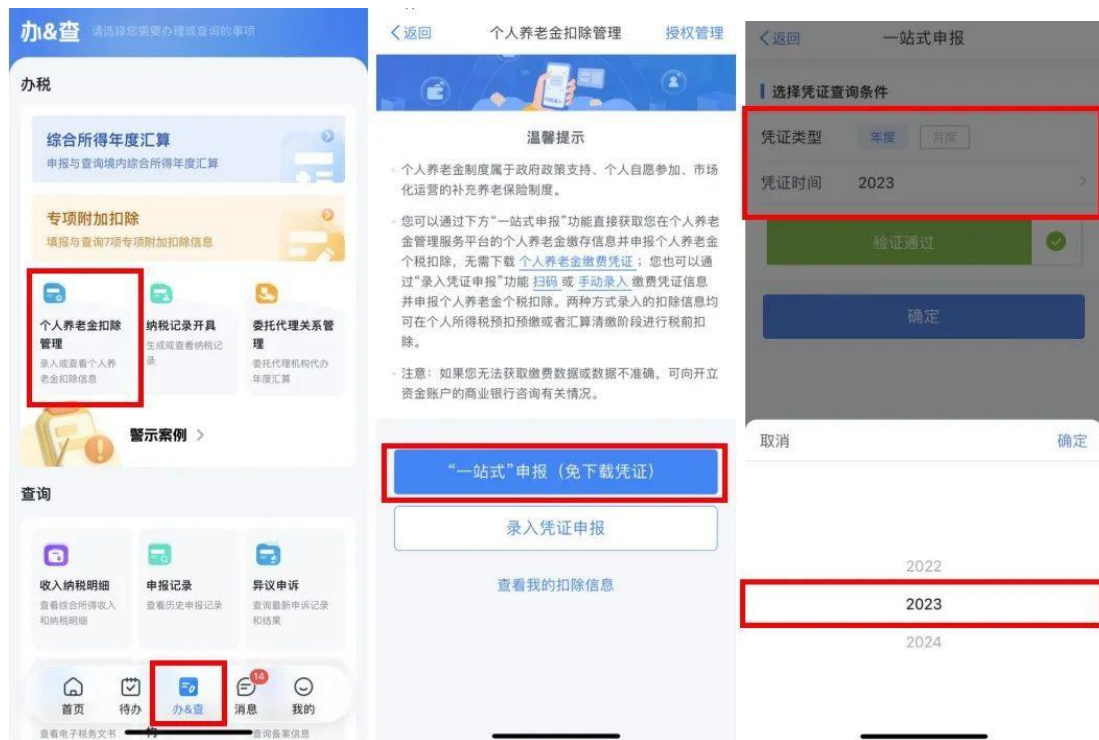 办&查 请选择您需要办理或查询的事项
办税
综合所得年度汇算
申报与查询境内综合所得年度汇算
专项附加扣除
填报与查询7项专项附加扣除信息
个人养老金扣除
管理
录入或查看个人养
老金扣除信息
纳税记录开具
生成或查看纳税记
录
委托代理关系管
理
委托代理机构代办
年度汇算
警示案例 >
查询
收入纳税明细
查看综合所得收入
和纳税明细
申报记录
查看历史申报记录
异议申诉
查询最新申诉记录
和结果
首页
待办
办&查
14
消息
我的
查看电子税务文书
查询备案信息
<返回 个人养老金扣除管理 授权管理
温馨提示
个人养老金制度属于政府政策支持、个人自愿参加、市场
化运营的补充养老保险制度。
您可以通过下方“一站式申报”功能直接获取您在个人养老
金管理服务平台的个人养老金缴存信息并申报个人养老金
个税扣除，无需下载 个人养老金缴费凭证 ；您也可以通
过“录入凭证申报”功能 扫码 或 手动录入 缴费凭证信息
并申报个人养老金个税扣除。两种方式录入的扣除信息均
可在个人所得税预扣预缴或者汇算清缴阶段进行税前扣
除。
注意：如果您无法获取缴费数据或数据不准确，可向开立
资金账户的商业银行咨询有关情况。
“一站式”申报（免下载凭证）
录入凭证申报
查看我的扣除信息
<返回 一站式申报
选择凭证查询条件
凭证类型 年度 月度
凭证时间 2023 >
验证通过
确定
取消 确定
2022
2023
2024